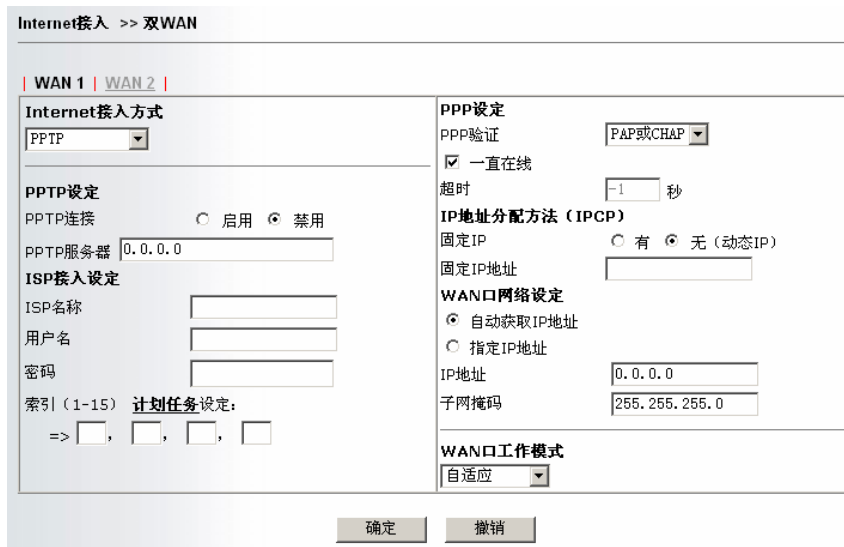 Internet接入 >> 双WAN
| WAN 1 | WAN 2 |
Internet接入方式
PPTP
PPTP设定
PPTP连接 启用 禁用
PPTP服务器 0.0.0.0
ISP接入设定
ISP名称
用户名
密码
索引（1-15） 计划任务设定：
=> , , ,
PPP设定
PPP验证 PAP或CHAP
一直在线
超时 -1 秒
IP地址分配方法（IPCP）
固定IP 有 无（动态IP）
固定IP地址
WAN口网络设定
自动获取IP地址
指定IP地址
IP地址 0.0.0.0
子网掩码 255.255.255.0
WAN口工作模式
自适应
确定 撤销